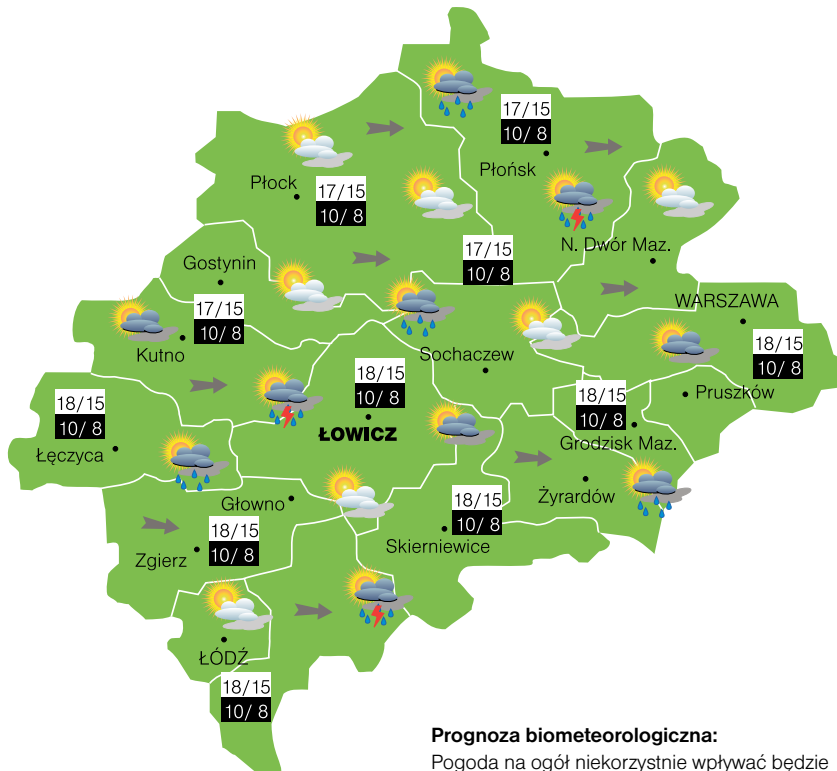 17/15
10/ 8
Płońsk
Płock
17/15
10/ 8
N. Dwór Maz.
17/15
10/ 8
Gostynin
17/15
10/ 8
Kutno
WARSZAWA
18/15
10/ 8
Sochaczew
18/15
10/ 8
ŁOWICZ
Pruszków
18/15
10/ 8
Grodzisk Maz.
18/15
10/ 8
Łęczyca
Żyrardów
Głowno
18/15
10/ 8
Skierniewice
18/15
10/ 8
Zgierz
ŁÓDŹ
18/15
10/ 8
Prognoza biometeorologiczna:
Pogoda na ogół niekorzystnie wpływać będzie